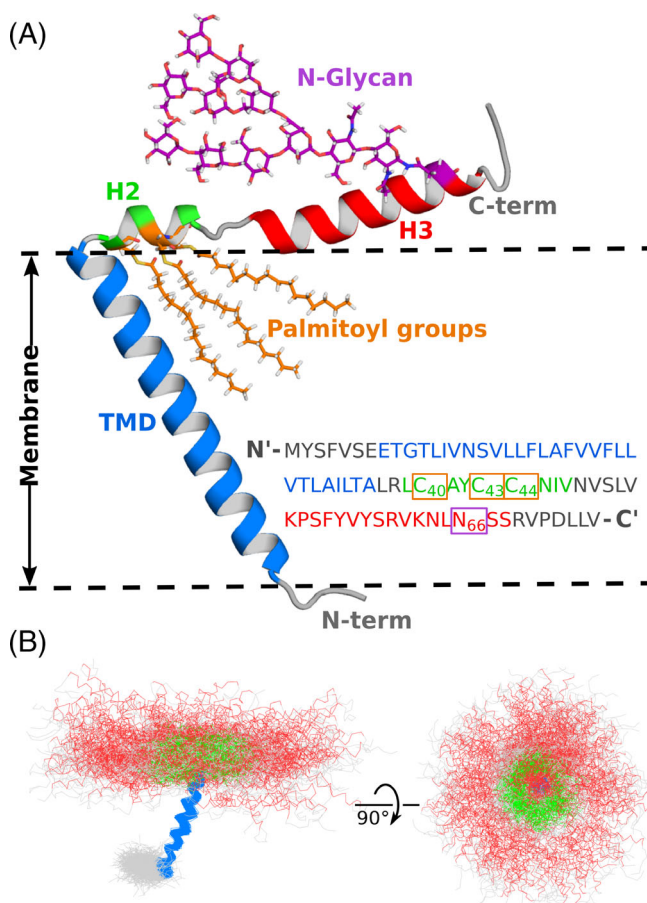 (A)
N-Glycan
H2
C-term
H3
Membrane
Palmitoyl groups
TMD
N'-MYSFVSEETGTLIVNSVLLFLAFVVFLL
VTLAILTALRLC40AYC43C44NIVNVSLV
KPSFYVYSRVKNLN66SSRVPDLLV-C'
N-term
(B)
90°